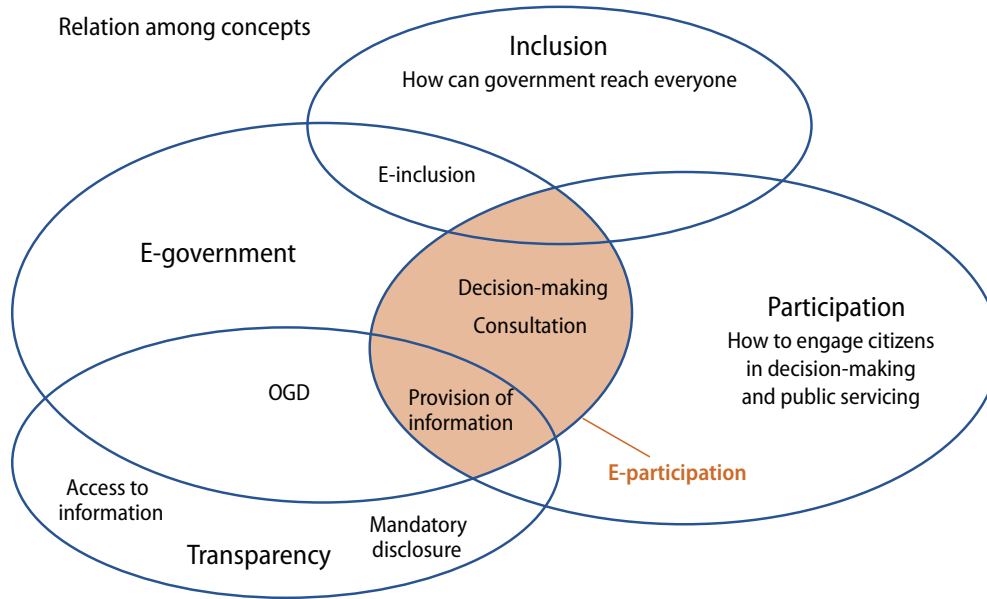 Relation among concepts
Inclusion
How can government reach everyone
E-inclusion
E-government
Decision-making
Consultation
Participation
How to engage citizens
in decision-making
and public servicing
OGD
Provision of
information
E-participation
Access to
information
Mandatory
disclosure
Transparency